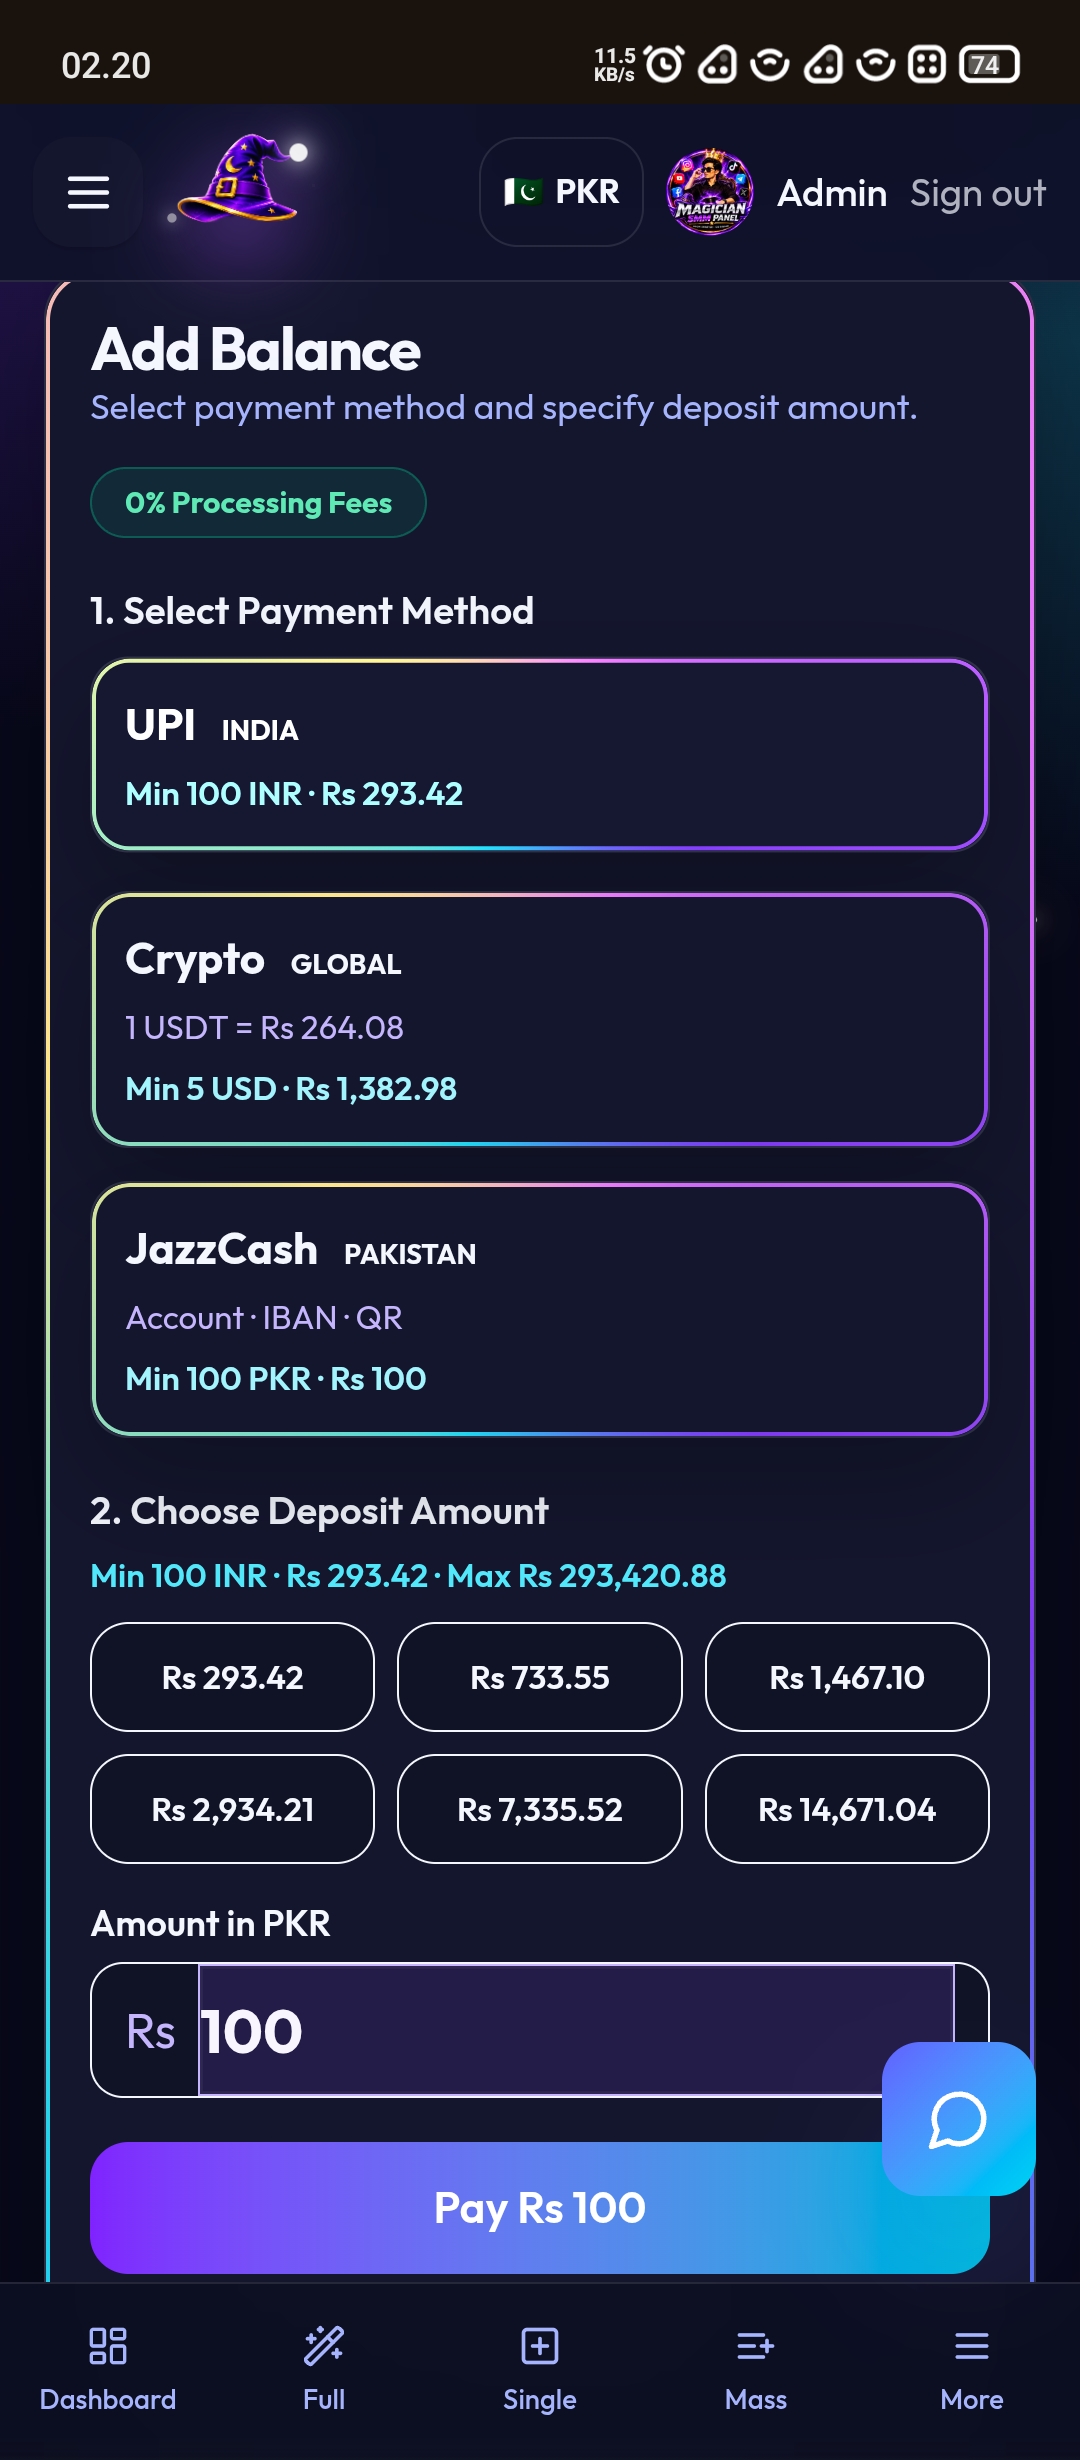 02.20
11.5
KB/s
74
PKR
MAGICIAN
SMM PANEL
Admin
Sign out
Add Balance
Select payment method and specify deposit amount.
0% Processing Fees
1. Select Payment Method
UPI INDIA
Min 100 INR · Rs 293.42
Crypto GLOBAL
1 USDT = Rs 264.08
Min 5 USD · Rs 1,382.98
JazzCash PAKISTAN
Account · IBAN · QR
Min 100 PKR · Rs 100
2. Choose Deposit Amount
Min 100 INR · Rs 293.42 · Max Rs 293,420.88
Rs 293.42
Rs 733.55
Rs 1,467.10
Rs 2,934.21
Rs 7,335.52
Rs 14,671.04
Amount in PKR
Rs 100
Pay Rs 100
Dashboard
Full
Single
Mass
More